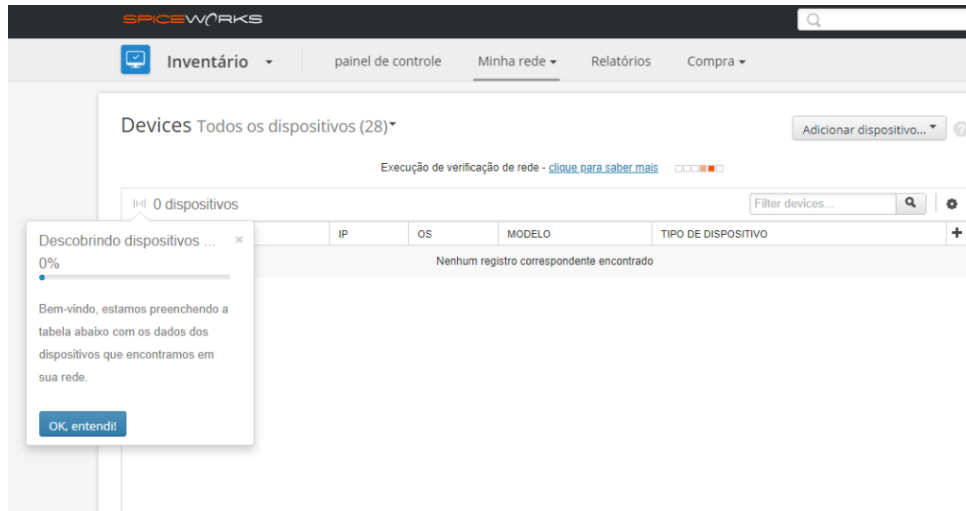 SPICEWORKS
Inventário painel de controle Minha rede Relatórios Compra
Devices Todos os dispositivos (28)
Adicionar dispositivo... ?
Execução de verificação de rede - clique para saber mais
0 dispositivos
Filter devices...
IP OS MODELO TIPO DE DISPOSITIVO +
Nenhum registro correspondente encontrado
Descobrindo dispositivos ... ×
0%
Bem-vindo, estamos preenchendo a
tabela abaixo com os dados dos
dispositivos que encontramos em
sua rede.
OK, entendi!